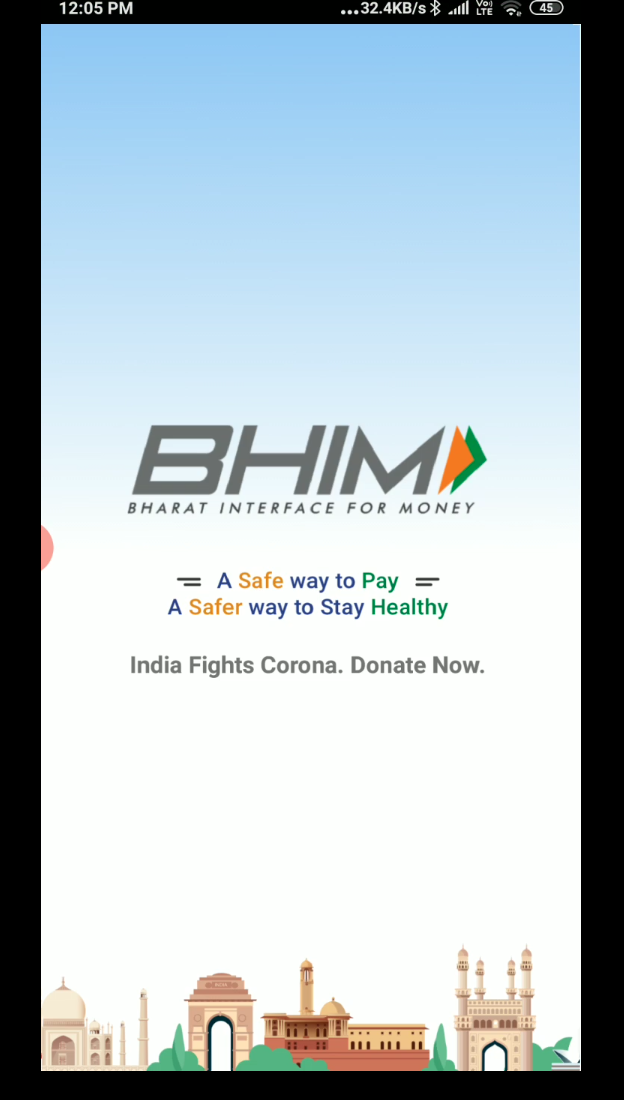 12:05 PM ...32.4KB/s Vo) LTE 45
BHIM
BHARAT INTERFACE FOR MONEY
A Safe way to Pay
A Safer way to Stay Healthy
India Fights Corona. Donate Now.